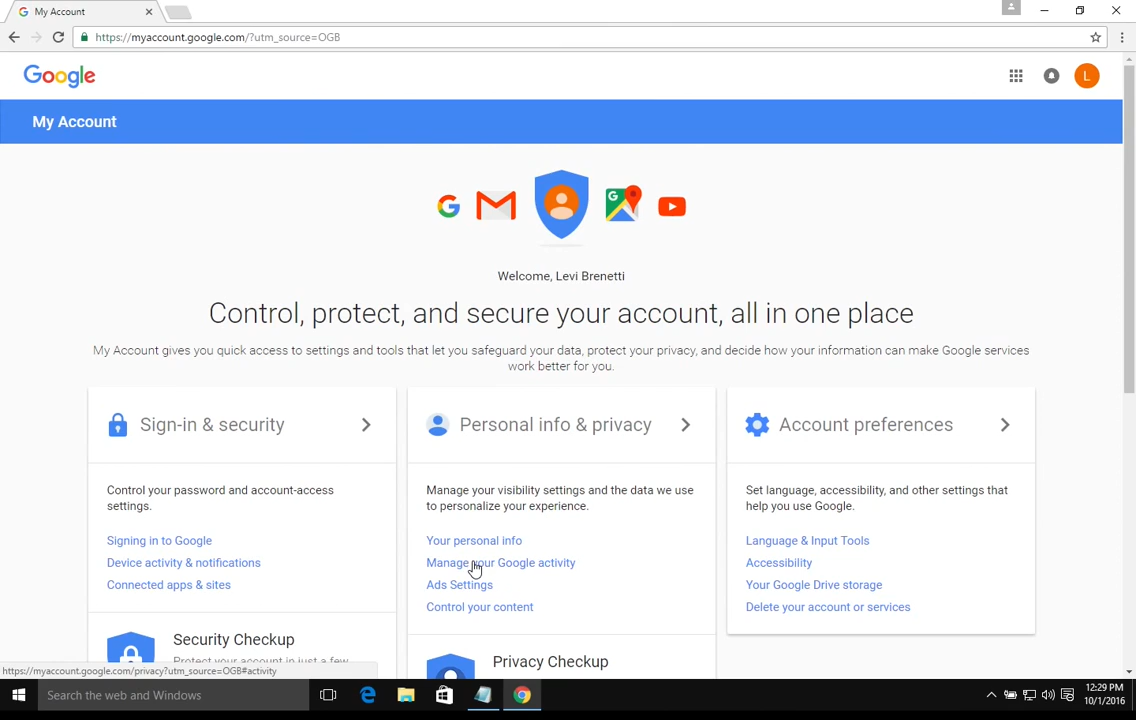 My Account
https://myaccount.google.com/?utm_source=OGB
Google
L
My Account
G
G
Welcome, Levi Brenetti
Control, protect, and secure your account, all in one place
My Account gives you quick access to settings and tools that let you safeguard your data, protect your privacy, and decide how your information can make Google services
work better for you.
Sign-in & security
Control your password and account-access
settings.
Signing in to Google
Device activity & notifications
Connected apps & sites
Security Checkup
Protect your account in just a few
Personal info & privacy
Manage your visibility settings and the data we use
to personalize your experience.
Your personal info
Manage your Google activity
Ads Settings
Control your content
Privacy Checkup
Account preferences
Set language, accessibility, and other settings that
help you use Google.
Language & Input Tools
Accessibility
Your Google Drive storage
Delete your account or services
https://myaccount.google.com/privacy?utm_source=OGB#activity
Search the web and Windows
12:29 PM
10/1/2016